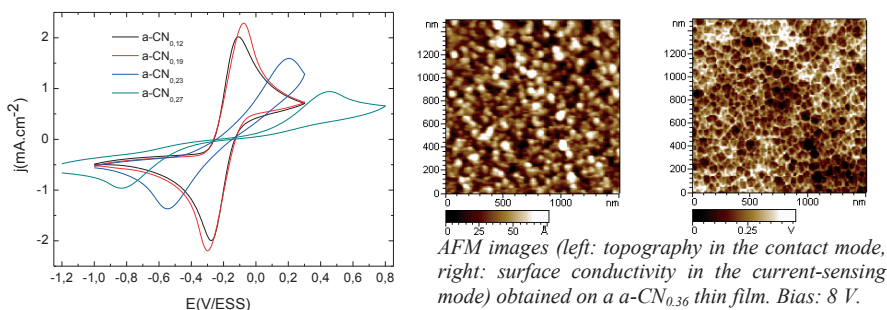 a-CN0,12
a-CN0,19
a-CN0,23
a-CN0,27
j(mA.cm-2)
2
1
0
-1
-2
-1,2 -1,0 -0,8 -0,6 -0,4 -0,2 0,0 0,2 0,4 0,6 0,8
E(V/ESS)
nm
1400
1200
1000
800
600
400
200
0
0 500 1000 nm
0 25 50 Å
nm
1400
1200
1000
800
600
400
200
0
0 500 1000 nm
0 0.25 V
AFM images (left: topography in the contact mode,
right: surface conductivity in the current-sensing
mode) obtained on a a-CN0.36 thin film. Bias: 8 V.